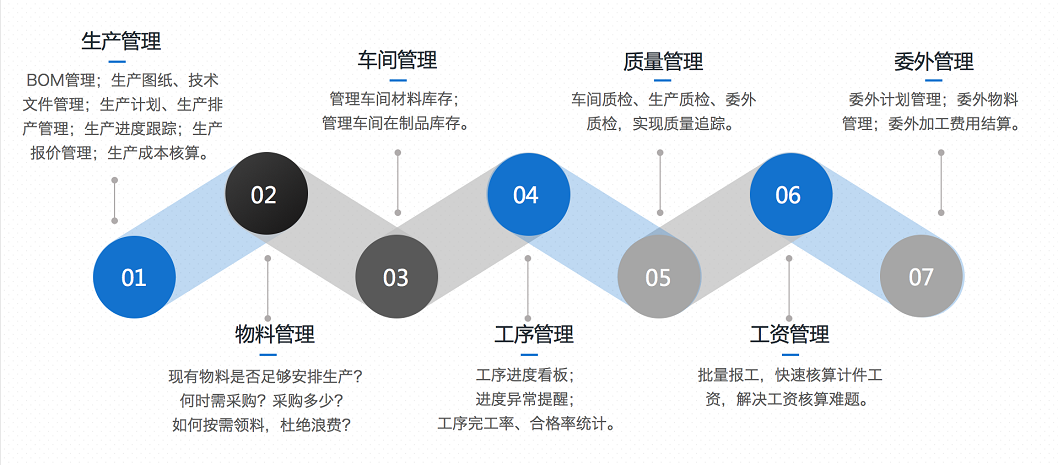 生产管理
BOM管理；生产图纸、技术
文件管理；生产计划、生产排
产管理；生产进度跟踪；生产
报价管理；生产成本核算。
01
物料管理
现有物料是否足够安排生产？
何时需采购？采购多少？
如何按需领料，杜绝浪费？
02
车间管理
管理车间材料库存；
管理车间在制品库存。
03
工序管理
工序进度看板；
进度异常提醒；
工序完工率、合格率统计。
04
质量管理
车间质检、生产质检、委外
质检，实现质量追踪。
05
工资管理
批量报工，快速核算计件工
资，解决工资核算难题。
06
委外管理
委外计划管理；委外物料
管理；委外加工费用结算。
07